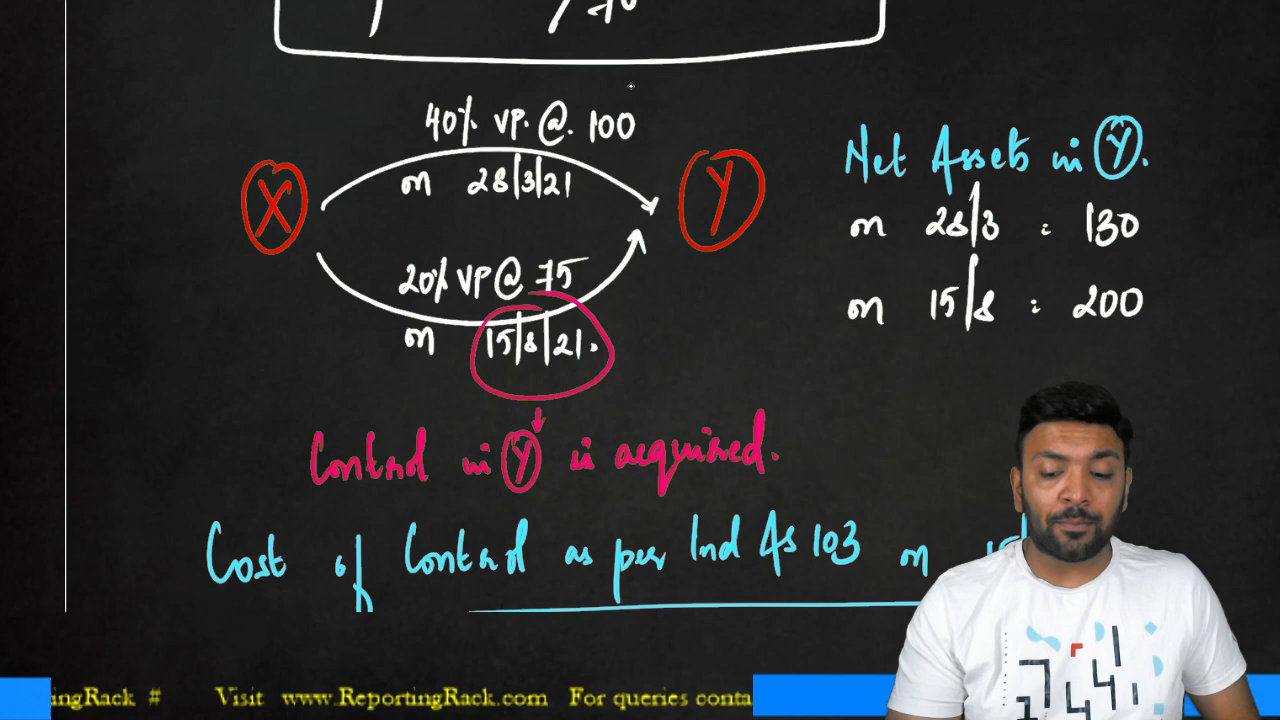 40% VP. @. 100
on 28/3/21
X
Y
20% VP @ 75
on 15/8/21.
Net Assets in Y.
on 28/3 : 130
on 15/8 : 200
Control in Y is acquired.
Cost of Control as per Ind As 103 on
ingRack # Visit www.ReportingRack.com For queries conta